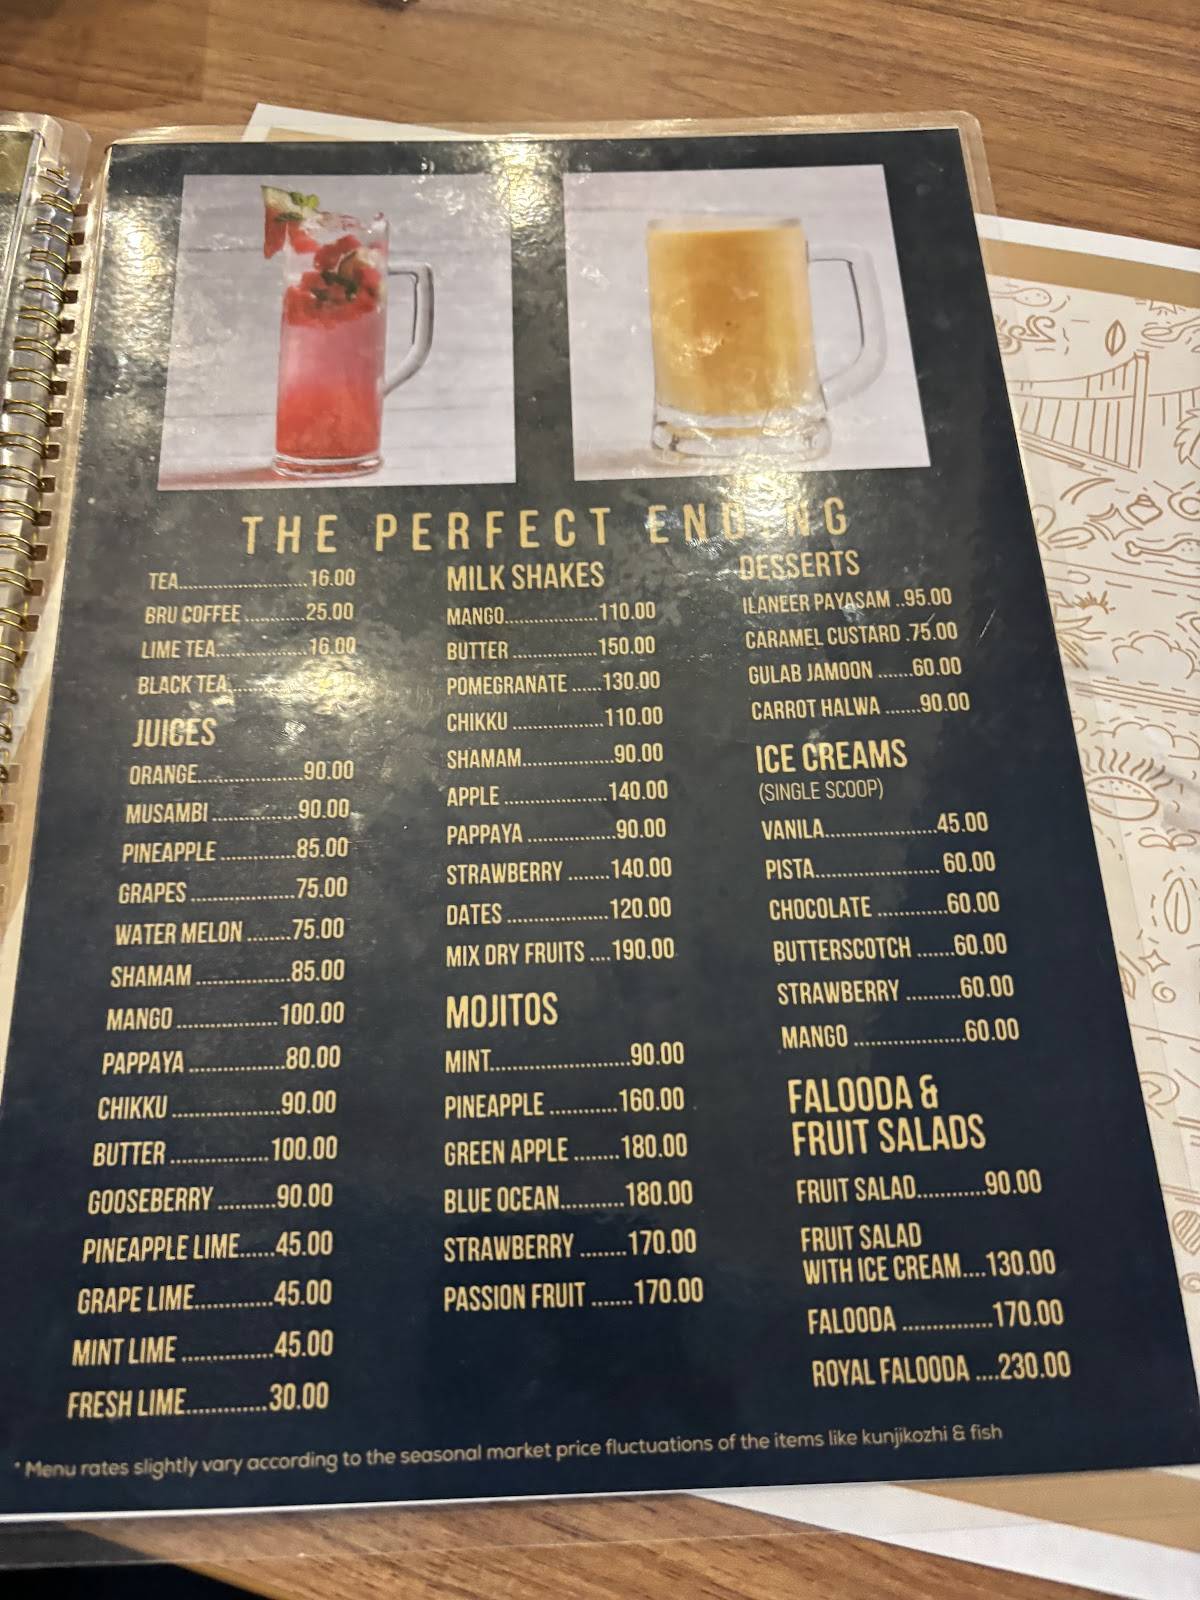 THE PERFECT ENDING
TEA.........................16.00
BRU COFFEE ............25.00
LIME TEA..................16.00
BLACK TEA
JUICES
ORANGE.....................90.00
MUSAMBI .................90.00
PINEAPPLE ..............85.00
GRAPES ....................75.00
WATER MELON ........75.00
SHAMAM .................85.00
MANGO ..................100.00
PAPPAYA .................80.00
CHIKKU ....................90.00
BUTTER .................100.00
GOOSEBERRY ..........90.00
PINEAPPLE LIME......45.00
GRAPE LIME.............45.00
MINT LIME ...............45.00
FRESH LIME.............30.00
MILK SHAKES
MANGO...................110.00
BUTTER .................150.00
POMEGRANATE ......130.00
CHIKKU ..................110.00
SHAMAM..................90.00
APPLE ....................140.00
PAPPAYA .................90.00
STRAWBERRY ........140.00
DATES ...................120.00
MIX DRY FRUITS ....190.00
MOJITOS
MINT.........................90.00
PINEAPPLE ............160.00
GREEN APPLE ........180.00
BLUE OCEAN...........180.00
STRAWBERRY ........170.00
PASSION FRUIT .......170.00
DESSERTS
ILANEER PAYASAM ..95.00
CARAMEL CUSTARD .75.00
GULAB JAMOON .......60.00
CARROT HALWA .......90.00
ICE CREAMS
(SINGLE SCOOP)
VANILA.....................45.00
PISTA....................... 60.00
CHOCOLATE .............60.00
BUTTERSCOTCH .......60.00
STRAWBERRY ..........60.00
MANGO ....................60.00
FALOODA &
FRUIT SALADS
FRUIT SALAD............90.00
FRUIT SALAD
WITH ICE CREAM....130.00
FALOODA ...............170.00
ROYAL FALOODA ....230.00
* Menu rates slightly vary according to the seasonal market price fluctuations of the items like kunjikozhi & fish